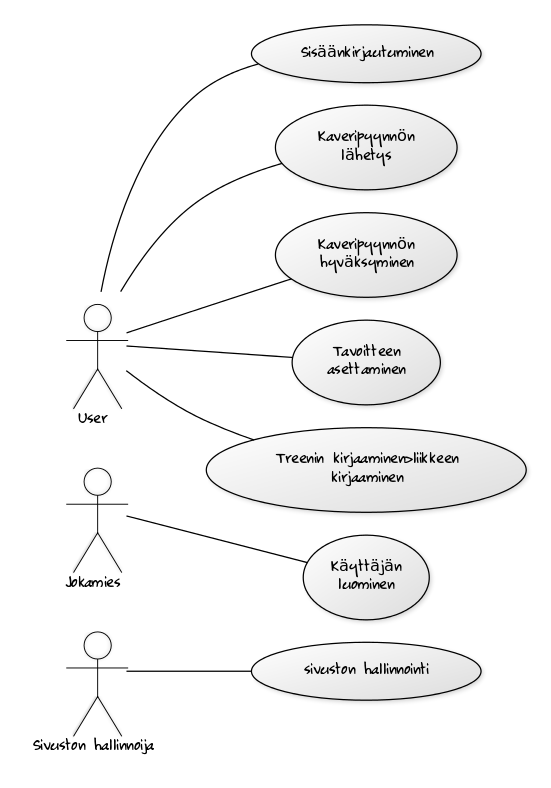 Sisäänkirjautuminen
Kaveripyynnön
lähetys
Kaveripyynnön
hyväksyminen
Tavoitteen
asettaminen
User
Treenin kirjaaminen>liikkeen
kirjaaminen
Käyttäjän
luominen
Jokamies
sivuston hallinnointi
Sivuston hallinnoija